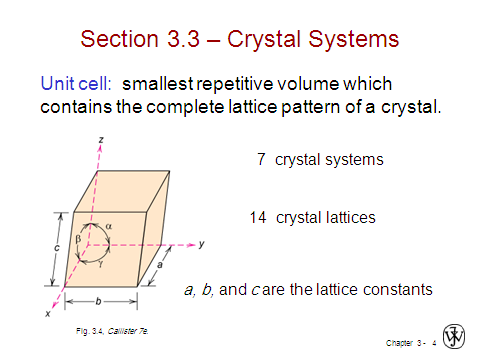 Section 3.3 – Crystal Systems
Unit cell: smallest repetitive volume which
contains the complete lattice pattern of a crystal.
7 crystal systems
14 crystal lattices
a, b, and c are the lattice constants
z
α
β
y
c
γ
a
b
x
Fig. 3.4, Callister 7e.
Chapter 3 - 4